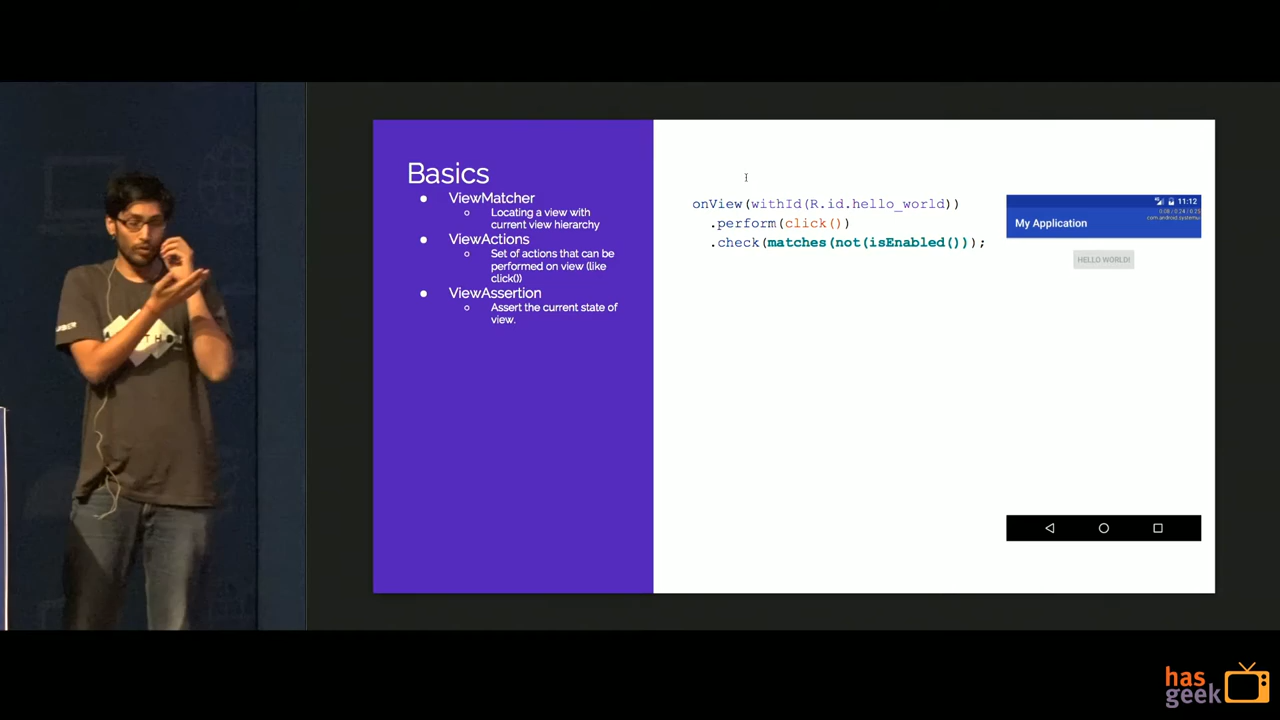 Basics
● ViewMatcher
○ Locating a view with
current view hierarchy
● ViewActions
○ Set of actions that can be
performed on view (like
click())
● ViewAssertion
○ Assert the current state of
view.
onView(withId(R.id.hello_world))
.perform(click())
.check(matches(not(isEnabled())));
11:12
My Application
HELLO WORLD!
has
geek